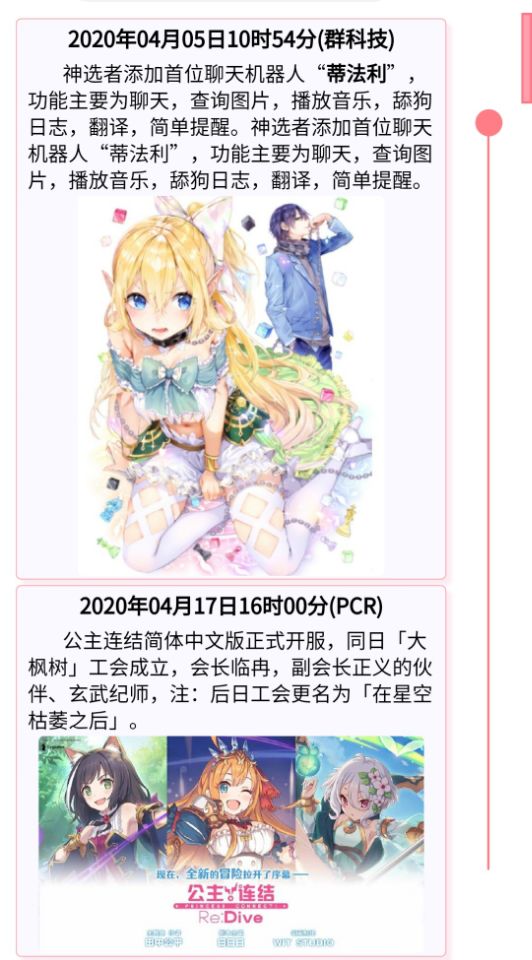 2020年04月05日10时54分(群科技)
神选者添加首位聊天机器人“蒂法利”，
功能主要为聊天，查询图片，播放音乐，舔狗
日志，翻译，简单提醒。神选者添加首位聊天
机器人“蒂法利”，功能主要为聊天，查询图
片，播放音乐，舔狗日志，翻译，简单提醒。
2020年04月17日16时00分(PCR)
公主连结简体中文版正式开服，同日「大
枫树」工会成立，会长临冉，副会长正义的伙
伴、玄武纪师，注：后日工会更名为「在星空
枯萎之后」。
现在，全新的冒险拉开了序幕——
公主连结
PRINCESS CONNECT!
Re:Dive
WIT STUDIO